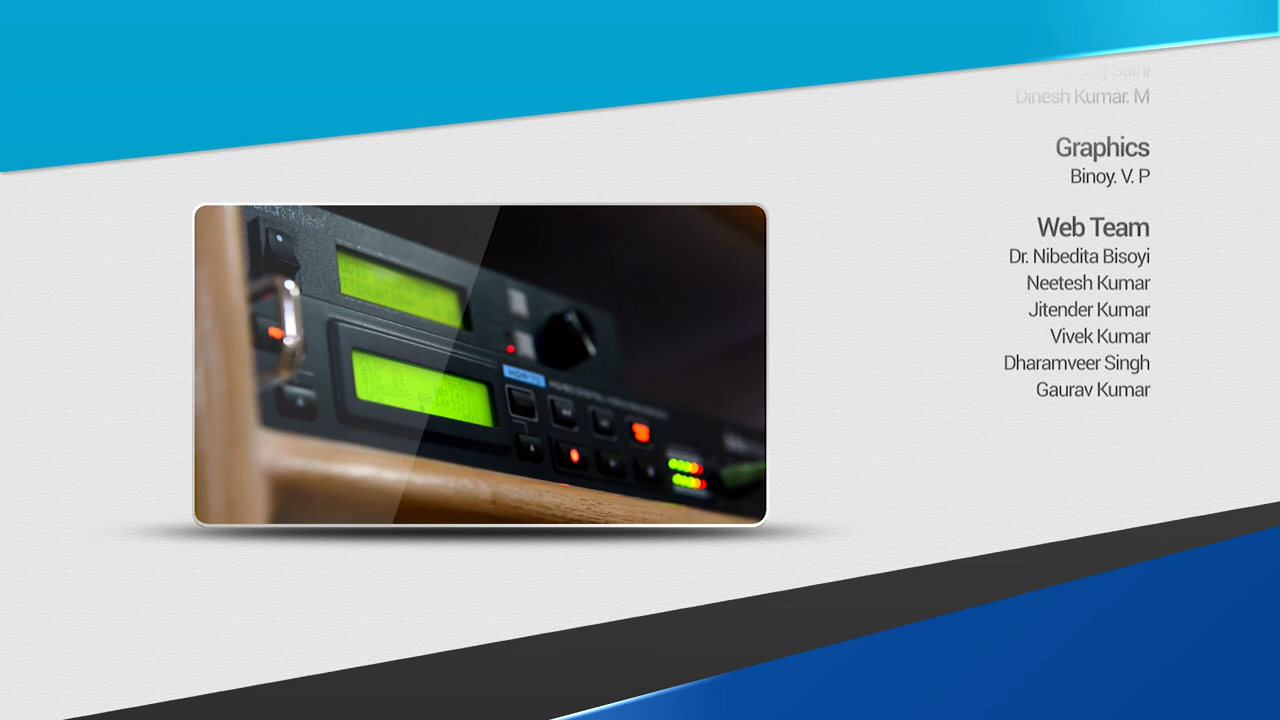 Saini
Dinesh Kumar. M
Graphics
Binoy. V. P
Web Team
Dr. Nibedita Bisoyi
Neetesh Kumar
Jitender Kumar
Vivek Kumar
Dharamveer Singh
Gaurav Kumar